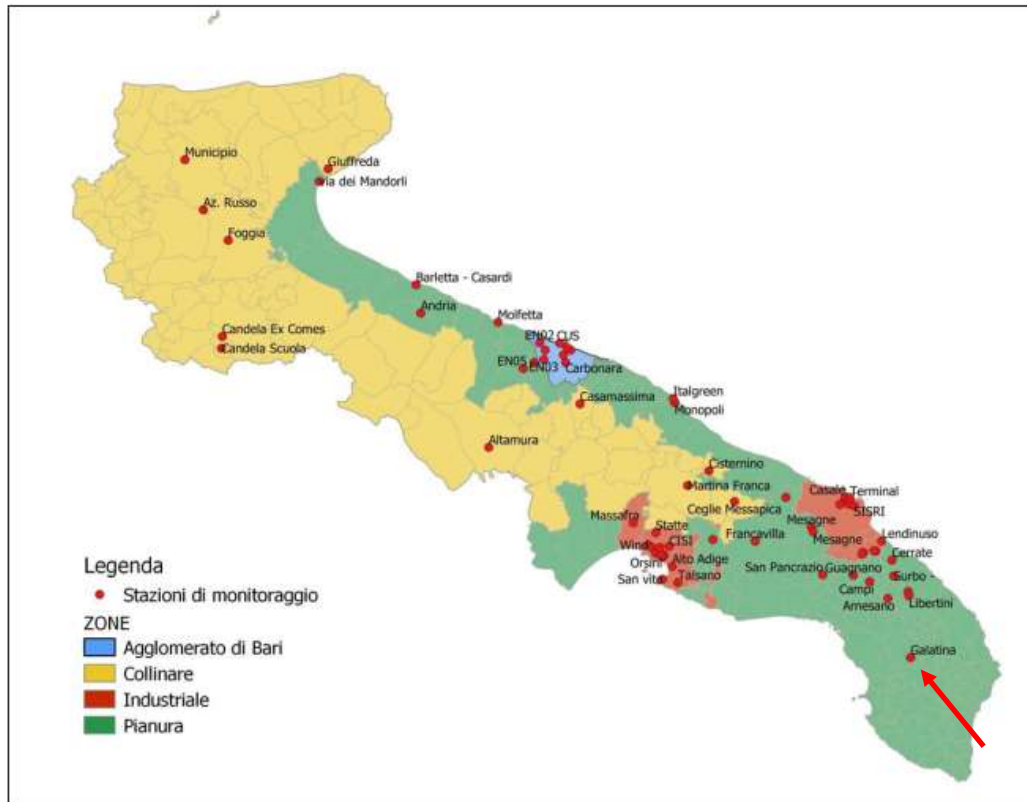 Municipio
Giuffreda
Via dei Mandorli
Az. Russo
Foggia
Barletta - Casardi
Andria
Molfetta
Candela Ex Comes
Candela Scuola
EN02
CUS
EN05
EN03
Carbonara
Italgreen
Monopoli
Casamassima
Altamura
Cisternino
Martina Franca
Casale
Terminal
Ceglie Messapica
SISRI
Massafra
Statte
Francavilla
Mesagne
Mesagne
Lendinuso
Wind
CISI
Cerrate
Orsini
Alto Adige
San Pancrazio
Guagnano
Surbo -
San vito
Talsano
Campi
Arnesano
Libertini
Galatina
Legenda
Stazioni di monitoraggio
ZONE
Agglomerato di Bari
Collinare
Industriale
Pianura